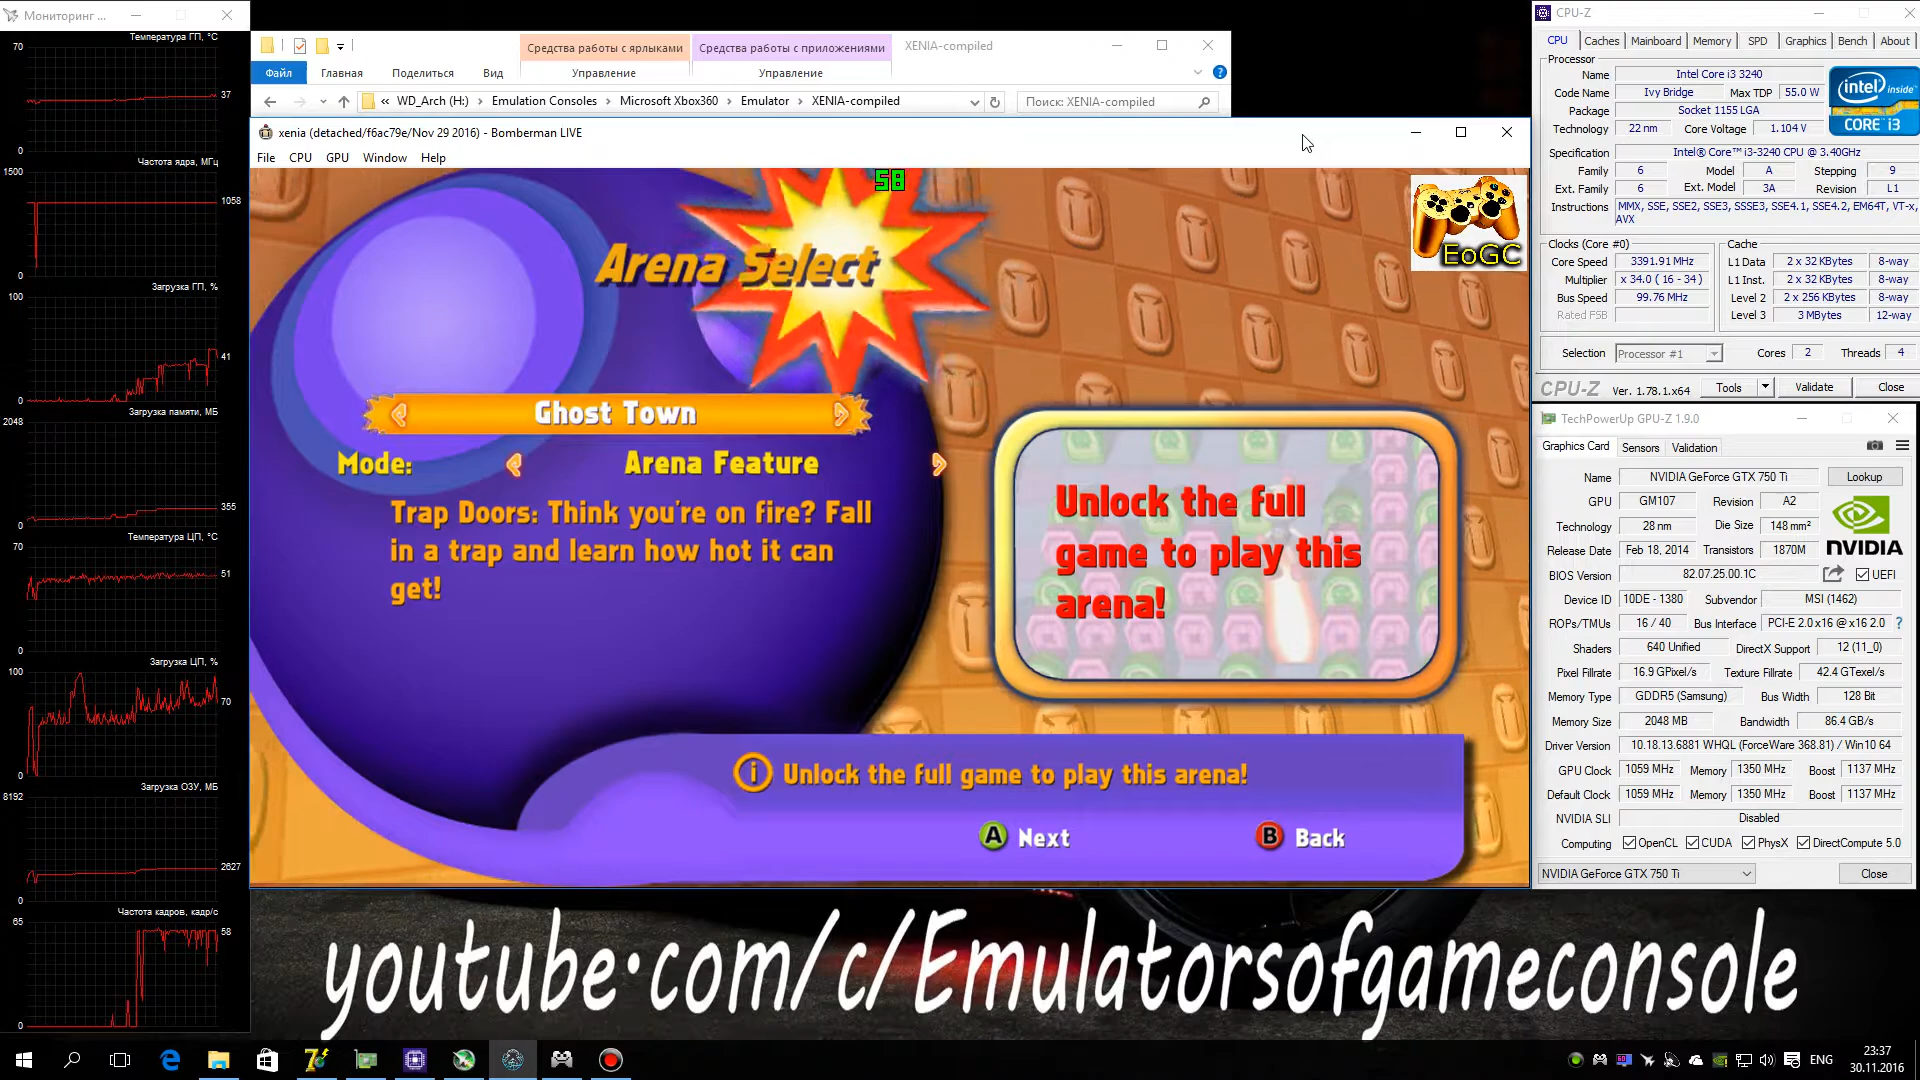 Мониторинг ...
Температура ГП, °C
70
37
0
Частота ядра, МГц
1500
1058
0
Загрузка ГП, %
100
41
0
Загрузка памяти, МБ
2048
355
0
Температура ЦП, °C
70
51
0
Загрузка ЦП, %
100
70
0
Загрузка ОЗУ, МБ
8192
2627
0
Частота кадров, кадр/с
65
58
0
Средства работы с ярлыками
Средства работы с приложениями
XENIA-compiled
Файл
Главная
Поделиться
Вид
Управление
Управление
« WD_Arch (H:) › Emulation Consoles › Microsoft Xbox360 › Emulator › XENIA-compiled
Поиск: XENIA-compiled
xenia (detached/f6ac79e/Nov 29 2016) - Bomberman LIVE
File CPU GPU Window Help
58
EoGC
Arena Select
Ghost Town
Mode: Arena Feature
Trap Doors: Think you're on fire? Fall
in a trap and learn how hot it can
get!
Unlock the full
game to play this
arena!
i Unlock the full game to play this arena!
A Next B Back
youtube.com/c/Emulatorsofgameconsole
CPU-Z
CPU Caches Mainboard Memory SPD Graphics Bench About
Processor
Name Intel Core i3 3240
Code Name Ivy Bridge Max TDP 55.0 W
Package Socket 1155 LGA
Technology 22 nm Core Voltage 1.104 V
intel inside™
CORE i3
Specification Intel® Core™ i3-3240 CPU @ 3.40GHz
Family 6 Model A Stepping 9
Ext. Family 6 Ext. Model 3A Revision L1
Instructions MMX, SSE, SSE2, SSE3, SSSE3, SSE4.1, SSE4.2, EM64T, VT-x,
AVX
Clocks (Core #0)
Core Speed 3391.91 MHz
Multiplier x 34.0 ( 16 - 34 )
Bus Speed 99.76 MHz
Rated FSB
Cache
L1 Data 2 x 32 KBytes 8-way
L1 Inst. 2 x 32 KBytes 8-way
Level 2 2 x 256 KBytes 8-way
Level 3 3 MBytes 12-way
Selection Processor #1 Cores 2 Threads 4
CPU-Z Ver. 1.78.1.x64 Tools Validate Close
TechPowerUp GPU-Z 1.9.0
Graphics Card Sensors Validation
Name NVIDIA GeForce GTX 750 Ti Lookup
GPU GM107 Revision A2
Technology 28 nm Die Size 148 mm²
Release Date Feb 18, 2014 Transistors 1870M
NVIDIA
BIOS Version 82.07.25.00.1C UEFI
Device ID 10DE - 1380 Subvendor MSI (1462)
ROPs/TMUs 16 / 40 Bus Interface PCI-E 2.0 x16 @ x16 2.0 ?
Shaders 640 Unified DirectX Support 12 (11_0)
Pixel Fillrate 16.9 GPixel/s Texture Fillrate 42.4 GTexel/s
Memory Type GDDR5 (Samsung) Bus Width 128 Bit
Memory Size 2048 MB Bandwidth 86.4 GB/s
Driver Version 10.18.13.6881 WHQL (ForceWare 368.81) / Win10 64
GPU Clock 1059 MHz Memory 1350 MHz Boost 1137 MHz
Default Clock 1059 MHz Memory 1350 MHz Boost 1137 MHz
NVIDIA SLI Disabled
Computing OpenCL CUDA PhysX DirectCompute 5.0
NVIDIA GeForce GTX 750 Ti Close
ENG
23:37
30.11.2016